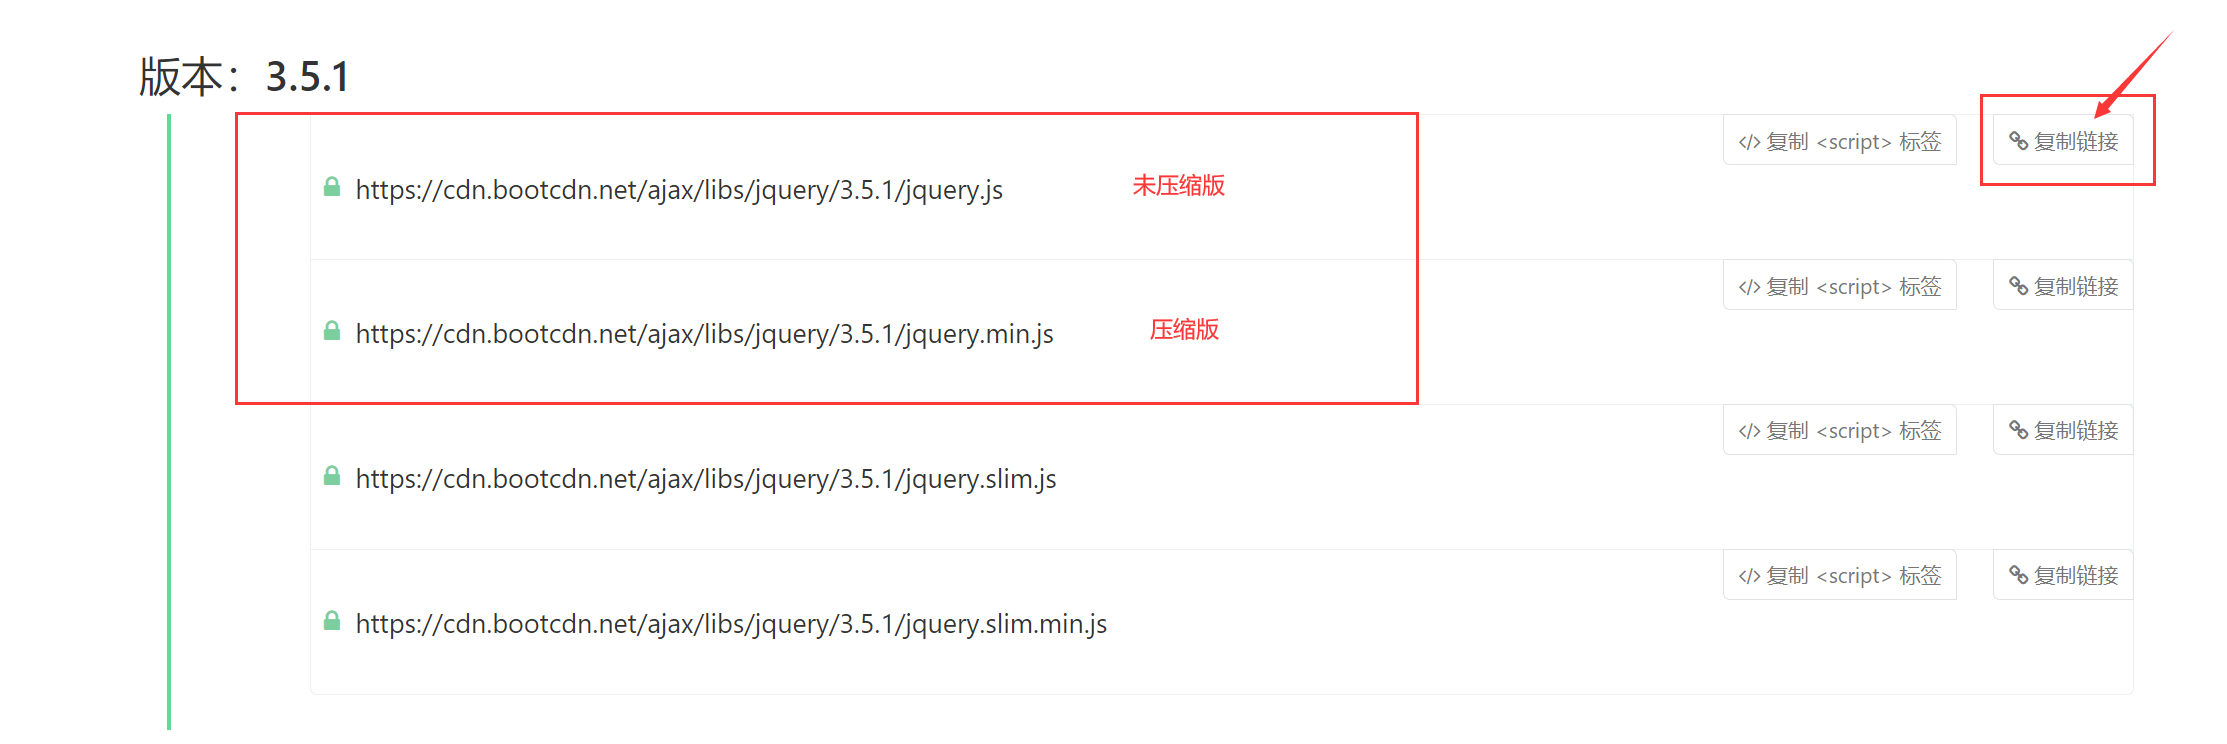 版本：3.5.1
</> 复制 <script> 标签
复制链接
https://cdn.bootcdn.net/ajax/libs/jquery/3.5.1/jquery.js
未压缩版
</> 复制 <script> 标签
复制链接
https://cdn.bootcdn.net/ajax/libs/jquery/3.5.1/jquery.min.js
压缩版
</> 复制 <script> 标签
复制链接
https://cdn.bootcdn.net/ajax/libs/jquery/3.5.1/jquery.slim.js
</> 复制 <script> 标签
复制链接
https://cdn.bootcdn.net/ajax/libs/jquery/3.5.1/jquery.slim.min.js